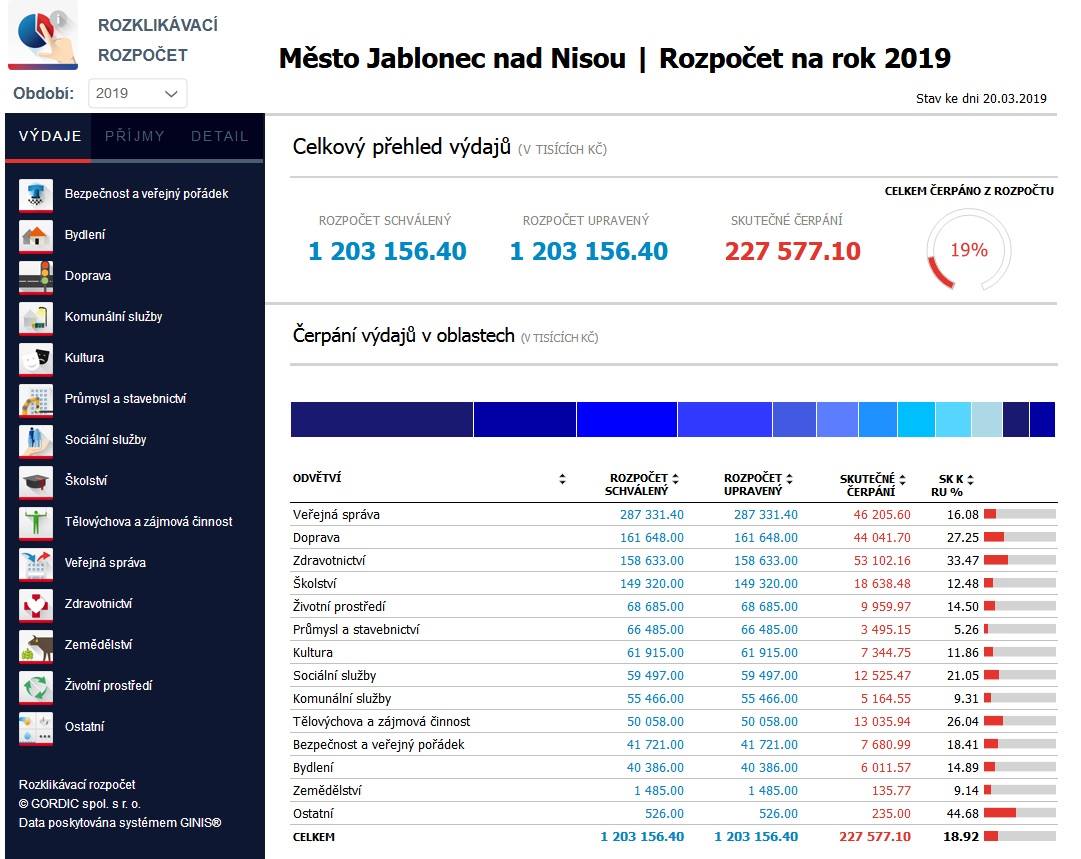 ROZKLIKÁVACÍ
ROZPOČET
Období: 2019
Město Jablonec nad Nisou | Rozpočet na rok 2019
Stav ke dni 20.03.2019
VÝDAJE PŘÍJMY DETAIL
Bezpečnost a veřejný pořádek
Bydlení
Doprava
Komunální služby
Kultura
Průmysl a stavebnictví
Sociální služby
Školství
Tělovýchova a zájmová činnost
Veřejná správa
Zdravotnictví
Zemědělství
Životní prostředí
Ostatní
Rozklikávací rozpočet
© GORDIC spol. s r. o.
Data poskytována systémem GINIS®
Celkový přehled výdajů (V TISÍCÍCH KČ)
CELKEM ČERPÁNO Z ROZPOČTU
ROZPOČET SCHVÁLENÝ ROZPOČET UPRAVENÝ SKUTEČNÉ ČERPÁNÍ
1 203 156.40 1 203 156.40 227 577.10 19%
Čerpání výdajů v oblastech (V TISÍCÍCH KČ)
ODVĚTVÍ ROZPOČET SCHVÁLENÝ ROZPOČET UPRAVENÝ SKUTEČNÉ ČERPÁNÍ SK K RU %
Veřejná správa 287 331.40 287 331.40 46 205.60 16.08
Doprava 161 648.00 161 648.00 44 041.70 27.25
Zdravotnictví 158 633.00 158 633.00 53 102.16 33.47
Školství 149 320.00 149 320.00 18 638.48 12.48
Životní prostředí 68 685.00 68 685.00 9 959.97 14.50
Průmysl a stavebnictví 66 485.00 66 485.00 3 495.15 5.26
Kultura 61 915.00 61 915.00 7 344.75 11.86
Sociální služby 59 497.00 59 497.00 12 525.47 21.05
Komunální služby 55 466.00 55 466.00 5 164.55 9.31
Tělovýchova a zájmová činnost 50 058.00 50 058.00 13 035.94 26.04
Bezpečnost a veřejný pořádek 41 721.00 41 721.00 7 680.99 18.41
Bydlení 40 386.00 40 386.00 6 011.57 14.89
Zemědělství 1 485.00 1 485.00 135.77 9.14
Ostatní 526.00 526.00 235.00 44.68
CELKEM 1 203 156.40 1 203 156.40 227 577.10 18.92